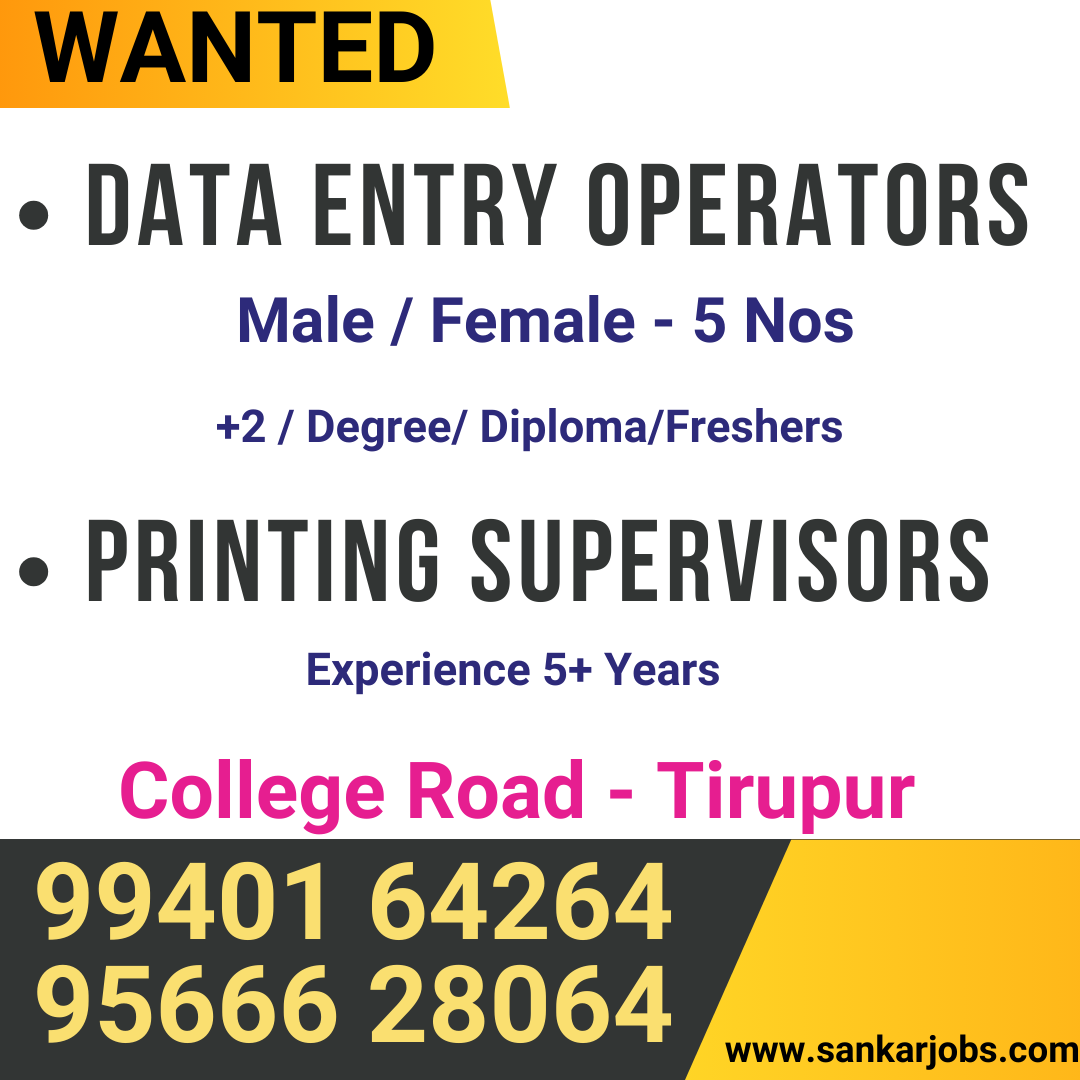 WANTED
• DATA ENTRY OPERATORS
Male / Female - 5 Nos
+2 / Degree/ Diploma/Freshers
• PRINTING SUPERVISORS
Experience 5+ Years
College Road - Tirupur
99401 64264
95666 28064
www.sankarjobs.com